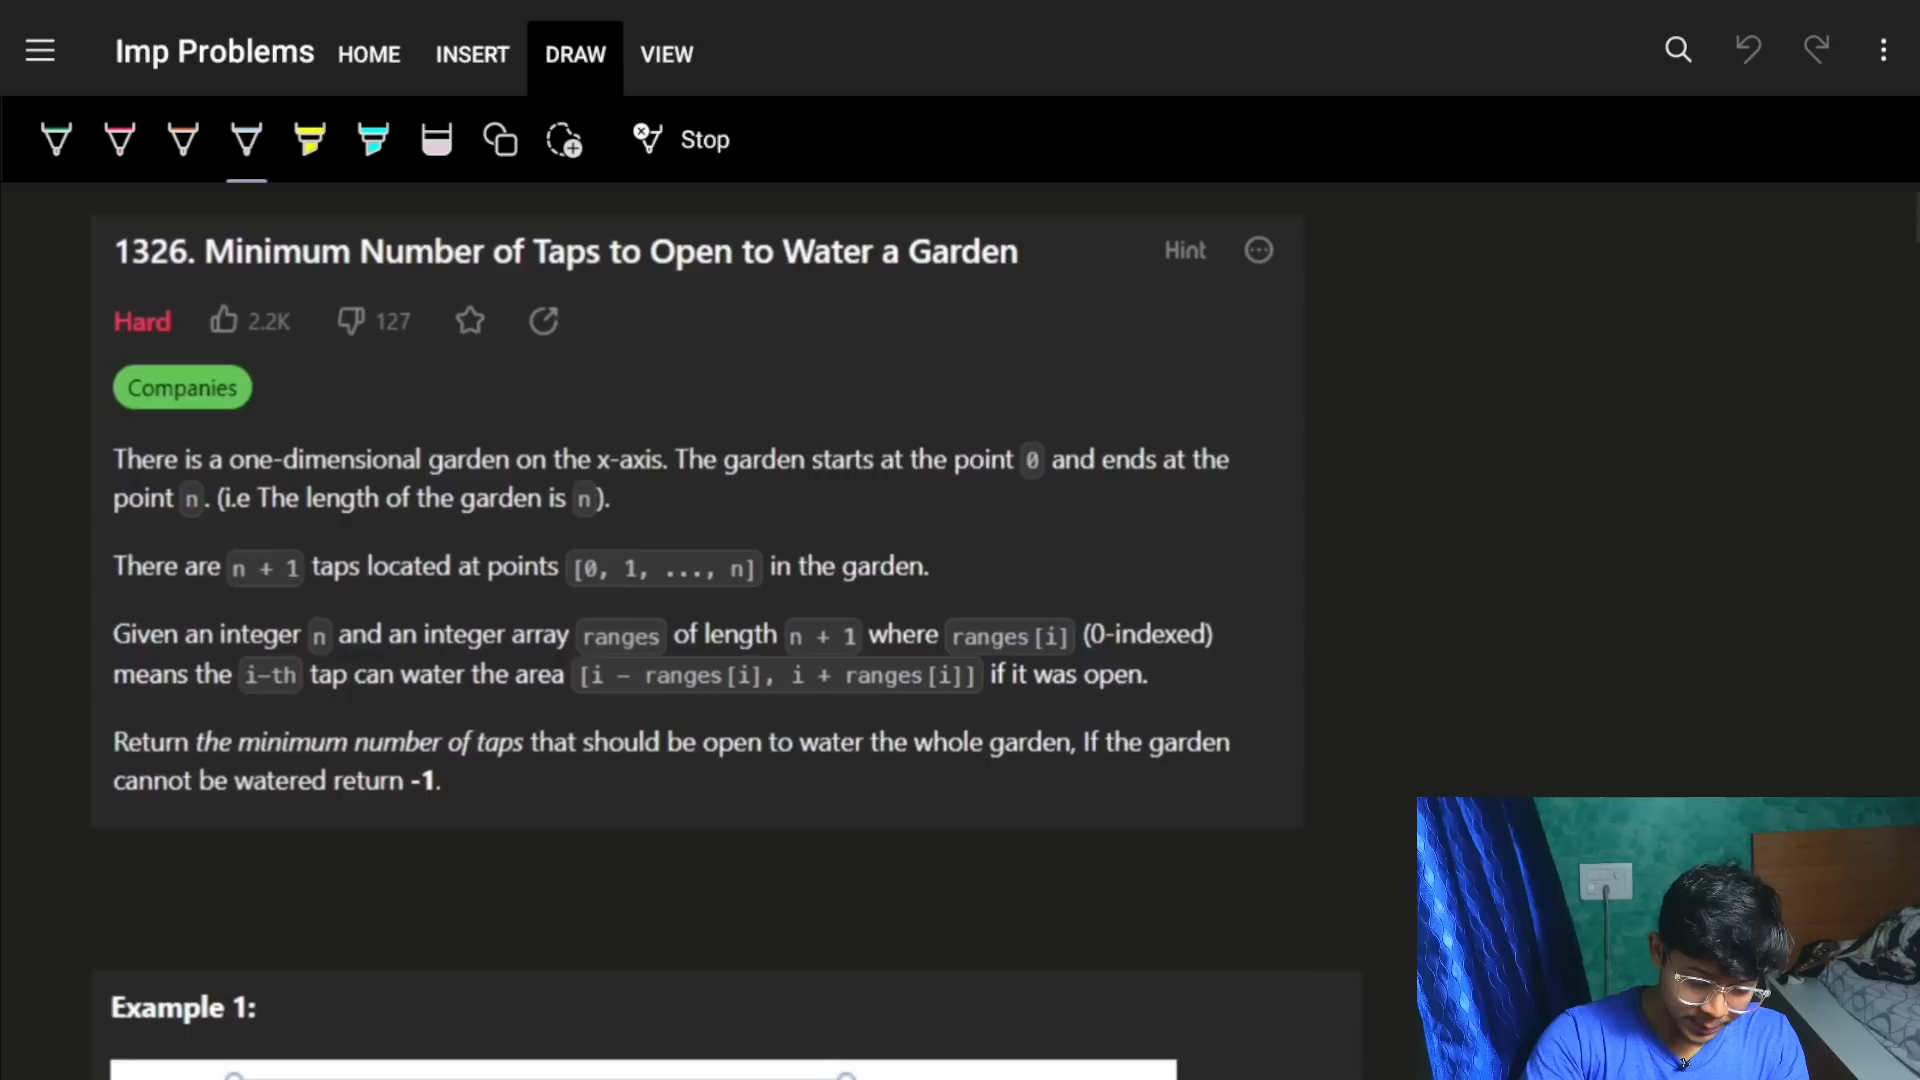 Imp Problems HOME INSERT DRAW VIEW
Stop
1326. Minimum Number of Taps to Open to Water a Garden Hint
Hard 2.2K 127
Companies
There is a one-dimensional garden on the x-axis. The garden starts at the point 0 and ends at the
point n. (i.e The length of the garden is n).
There are n + 1 taps located at points [0, 1, ..., n] in the garden.
Given an integer n and an integer array ranges of length n + 1 where ranges[i] (0-indexed)
means the i-th tap can water the area [i - ranges[i], i + ranges[i]] if it was open.
Return the minimum number of taps that should be open to water the whole garden, If the garden
cannot be watered return -1.
Example 1: